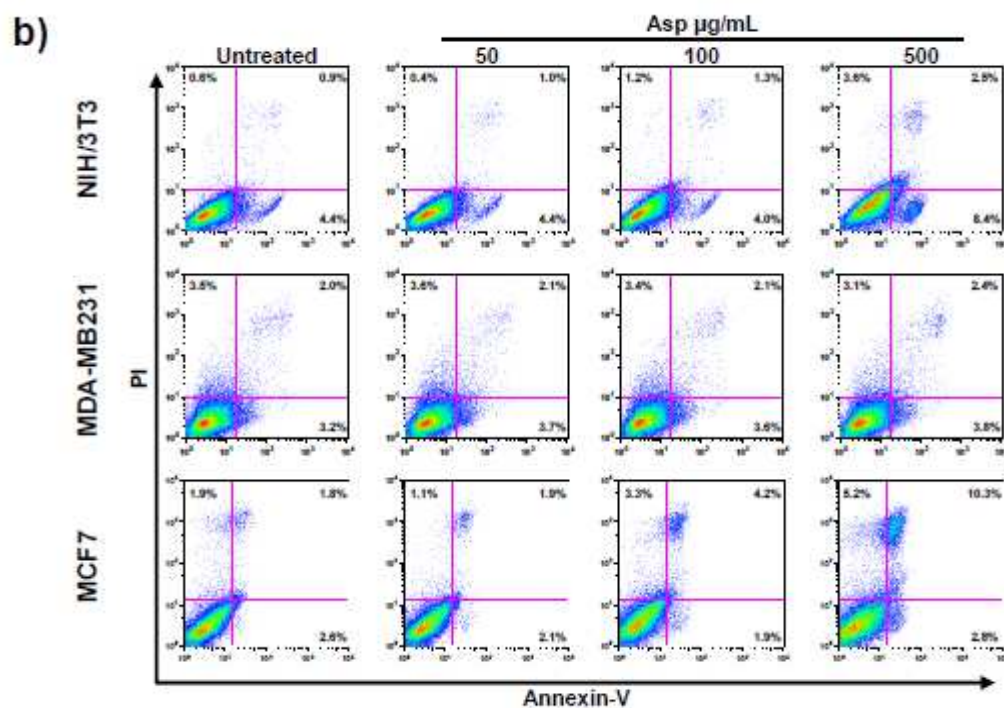 b)
Asp µg/mL
Untreated 50 100 500
NIH/3T3
0.6% 0.9% 4.4%
0.4% 1.0% 4.4%
1.2% 1.3% 4.0%
3.6% 2.5% 8.4%
MDA-MB231
3.5% 2.0% 3.2%
3.6% 2.1% 3.7%
3.4% 2.1% 3.6%
3.1% 2.4% 3.8%
MCF7
1.9% 1.8% 2.6%
1.1% 1.9% 2.1%
3.3% 4.2% 1.9%
5.2% 10.3% 2.8%
PI
Annexin-V